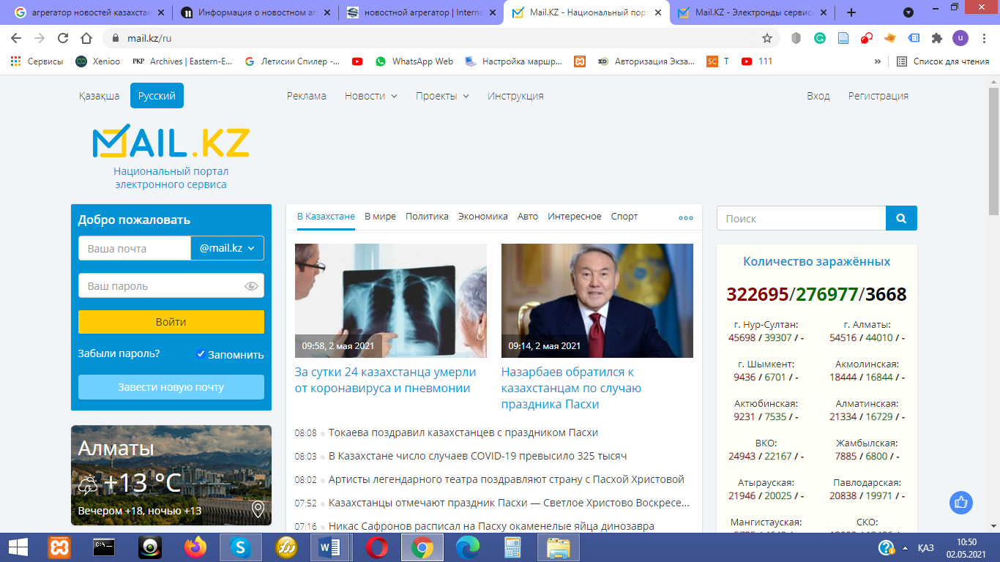 агрегатор новостей казахстан
Информация о новостном аг
новостной агрегатор | Interne
Mail.KZ - Национальный порт
Mail.KZ - Электронды сервис
mail.kz/ru
u
Сервисы
Xenioo
PKP Archives | Eastern-E...
Летисии Спилер -...
WhatsApp Web
Настройка маршр...
Авторизация Экза...
SC Т
111
»
Список для чтения
Қазақша Русский Реклама Новости Проекты Инструкция Вход Регистрация
MAIL.KZ
Национальный портал
электронного сервиса
Добро пожаловать
Ваша почта @mail.kz
Ваш пароль
Войти
Забыли пароль? Запомнить
Завести новую почту
Алматы
+13 °C
Вечером +18, ночью +13
В Казахстане В мире Политика Экономика Авто Интересное Спорт
09:58, 2 мая 2021
За сутки 24 казахстанца умерли
от коронавируса и пневмонии
09:14, 2 мая 2021
Назарбаев обратился к
казахстанцам по случаю
праздника Пасхи
08:08 Токаева поздравил казахстанцев с праздником Пасхи
08:03 В Казахстане число случаев COVID-19 превысило 325 тысяч
08:02 Артисты легендарного театра поздравляют страну с Пасхой Христовой
07:52 Казахстанцы отмечают праздник Пасхи — Светлое Христово Воскресе...
07:16 Никас Сафронов расписал на Пасху окаменелые яйца динозавра
Поиск
Количество заражённых
322695/276977/3668
г. Нур-Султан: г. Алматы:
45698 / 39307 / - 54516 / 44010 / -
г. Шымкент: Акмолинская:
9436 / 6701 / - 18444 / 16844 / -
Актюбинская: Алматинская:
9231 / 7535 / - 21334 / 16729 / -
ВКО: Жамбылская:
24943 / 22167 / - 7885 / 6800 / -
Атырауская: Павлодарская:
21946 / 20025 / - 20838 / 19971 / -
Мангистауская: СКО:
ҚАЗ
10:50
02.05.2021